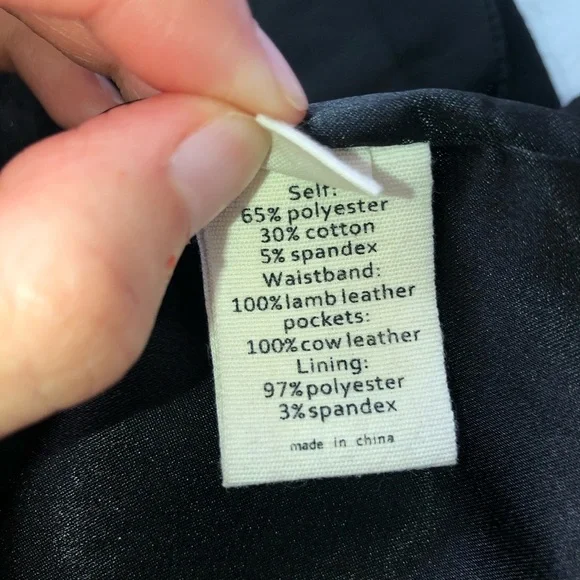 Self:
65% polyester
30% cotton
5% spandex
Waistband:
100% lamb leather
pockets:
100% cow leather
Lining:
97% polyester
3% spandex
made in china